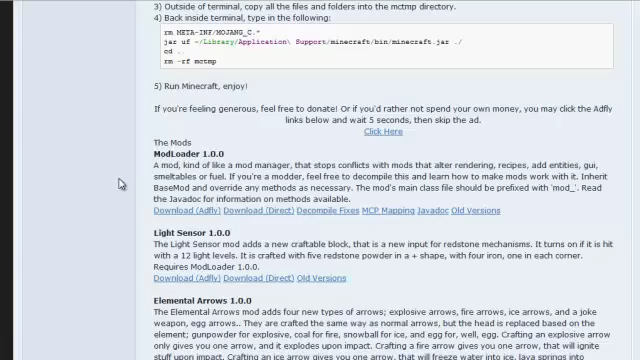 3) Outside of terminal, copy all the files and folders into the mctmp directory.
4) Back inside terminal, type in the following:
rm META-INF/MOJANG_C.*
jar uf ~/Library/Application\ Support/minecraft/bin/minecraft.jar ./
cd ..
rm -rf mctmp
5) Run Minecraft, enjoy!
If you're feeling generous, feel free to donate! Or if you'd rather not spend your own money, you may click the Adfly
links below and wait 5 seconds, then skip the ad.
Click Here
The Mods
ModLoader 1.0.0
A mod, kind of like a mod manager, that stops conflicts with mods that alter rendering, recipes, add entities, gui,
smeltables or fuel. If you're a modder, feel free to decompile this and learn how to make mods work with it. Inherit
BaseMod and override any methods as necessary. The mod's main class file should be prefixed with 'mod_'. Read
the Javadoc for information on methods available.
Download (Adfly) Download (Direct) Decompile Fixes MCP Mapping Javadoc Old Versions
Light Sensor 1.0.0
The Light Sensor mod adds a new craftable block, that is a new input for redstone mechanisms. It turns on if it is hit
with a 12 light levels. It is crafted with five redstone powder in a + shape, with four iron, one in each corner.
Requires ModLoader 1.0.0.
Download (Adfly) Download (Direct) Old Versions
Elemental Arrows 1.0.0
The Elemental Arrows mod adds four new types of arrows; explosive arrows, fire arrows, ice arrows, and a joke
weapon, egg arrows.. They are crafted the same way as normal arrows, but the head is replaced based on the
element; gunpowder for explosive, coal for fire, snowball for ice, and egg for, well, egg. Crafting an explosive arrow
only gives you one arrow, and it explodes upon impact. Crafting a fire arrow gives you one arrow, that will ignite
stuff upon impact. Crafting an ice arrow gives you one arrow, that will freeze water into ice, lava springs into